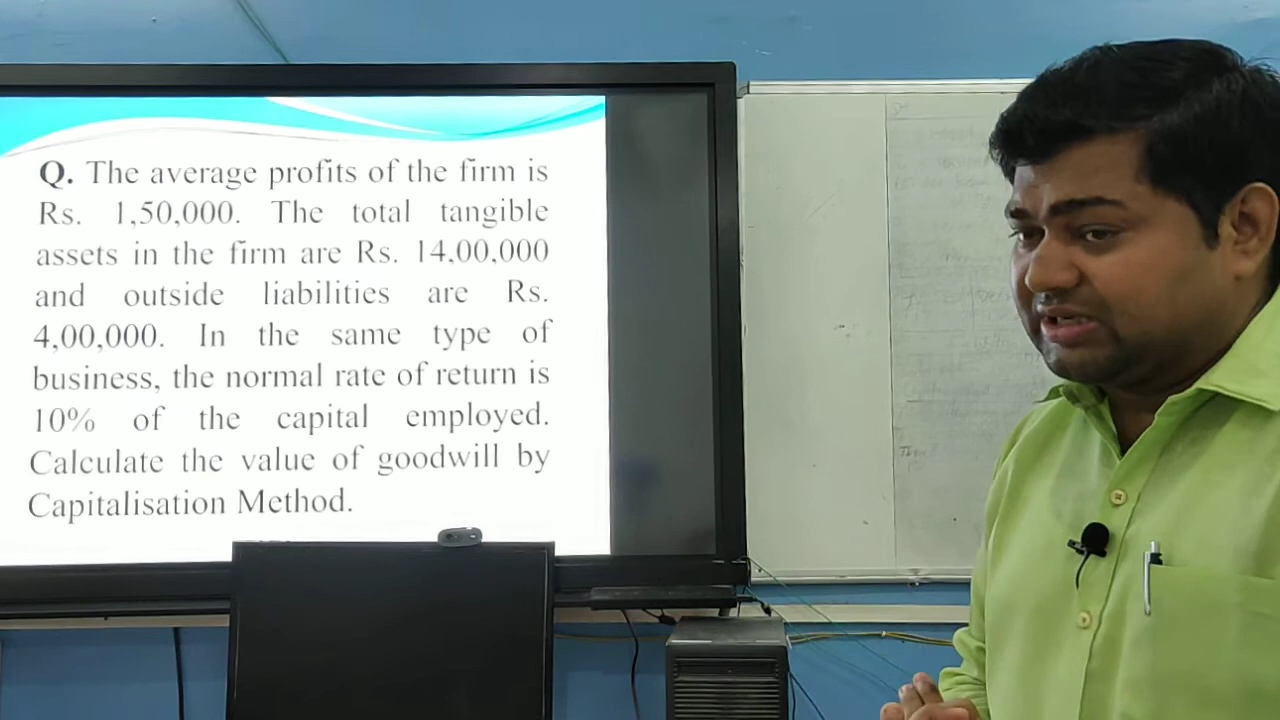 Q. The average profits of the firm is
Rs. 1,50,000. The total tangible
assets in the firm are Rs. 14,00,000
and outside liabilities are Rs.
4,00,000. In the same type of
business, the normal rate of return is
10% of the capital employed.
Calculate the value of goodwill by
Capitalisation Method.